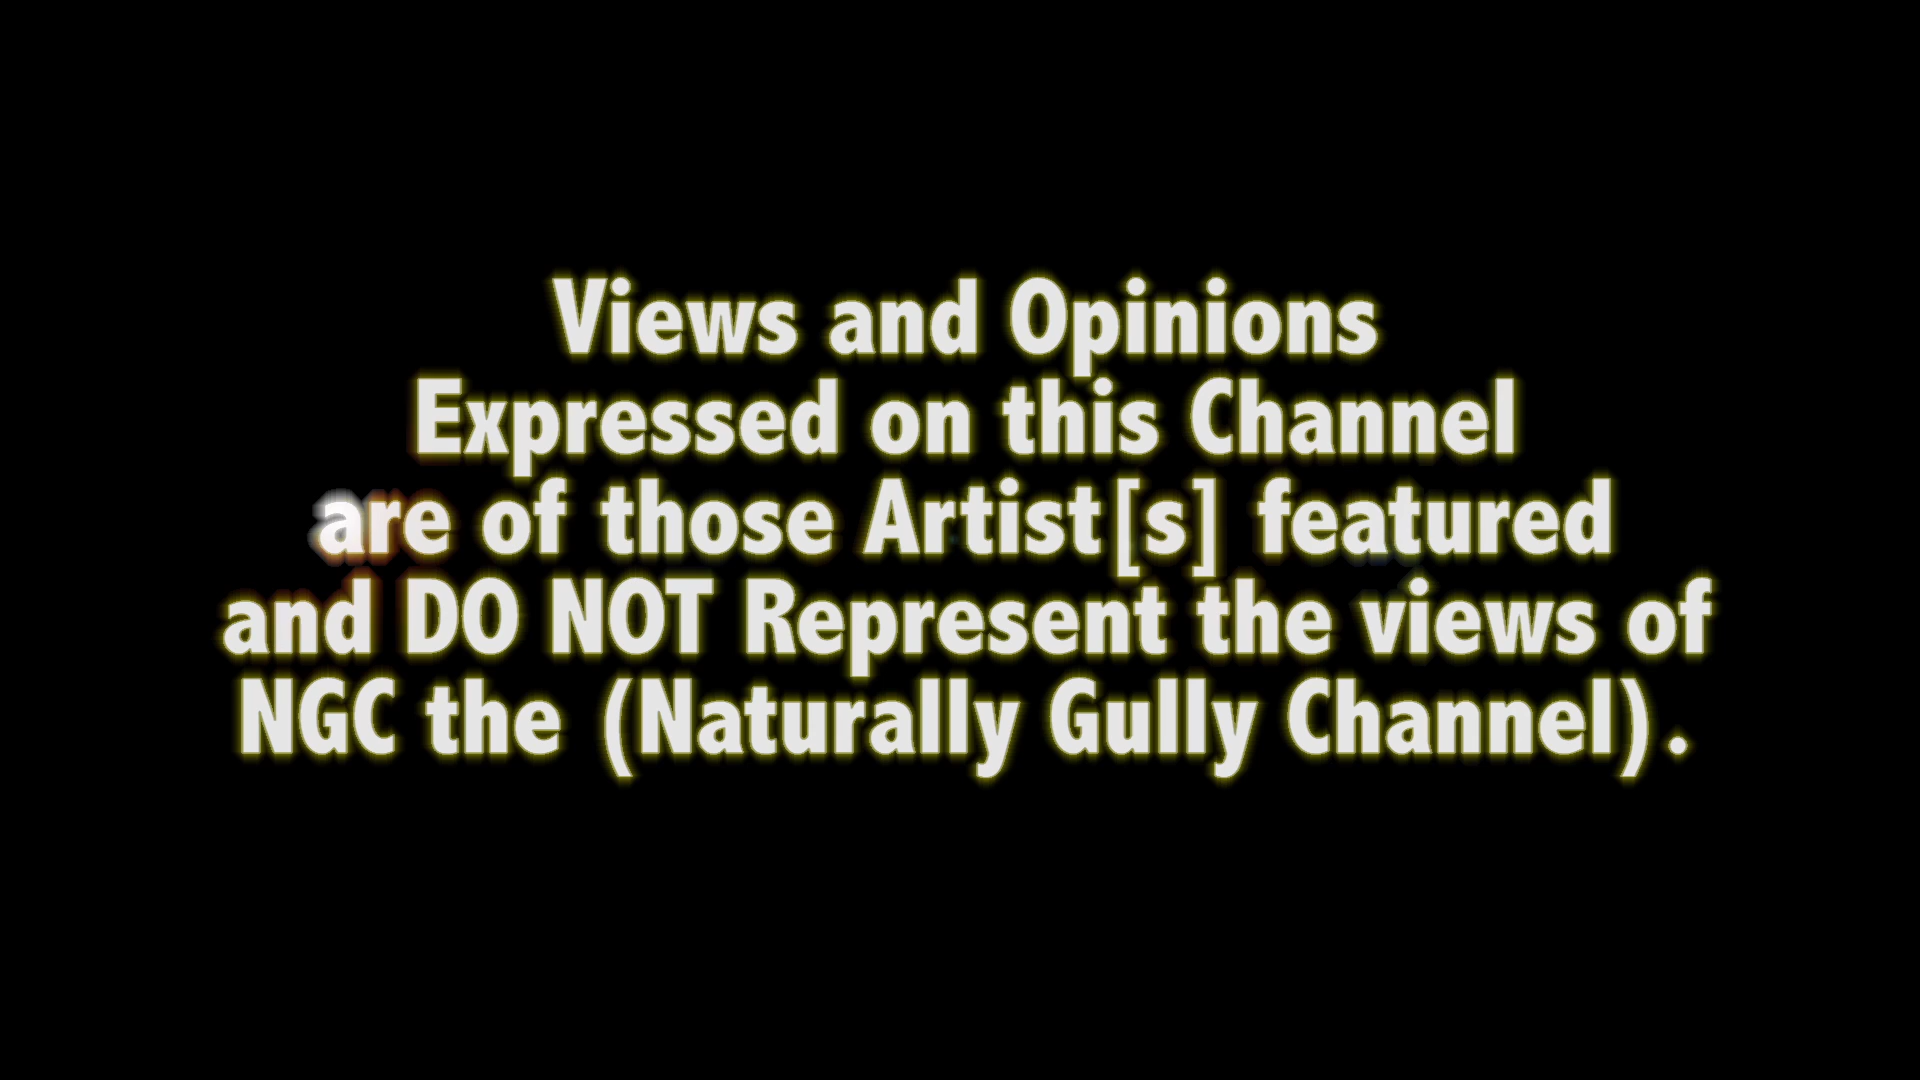 Views and Opinions
Expressed on this Channel
are of those Artist[s] featured
and DO NOT Represent the views of
NGC the (Naturally Gully Channel).